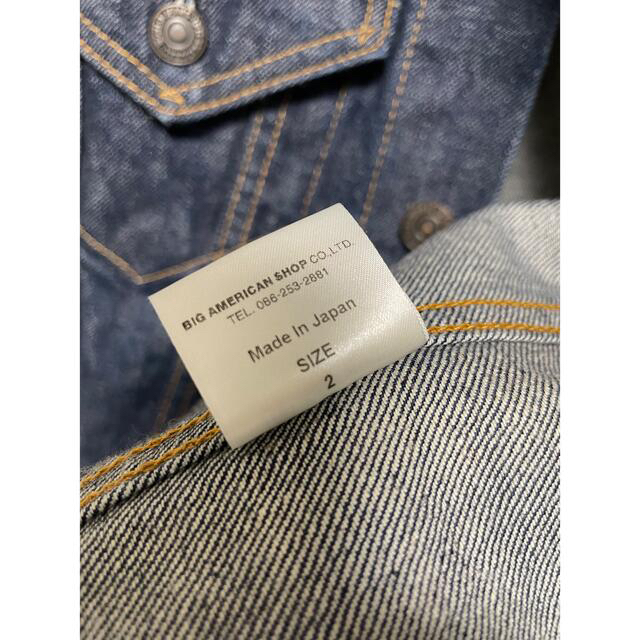 BIG AMERICAN SHOP CO.,LTD.
TEL. 086-253-2881
Made In Japan
SIZE
2